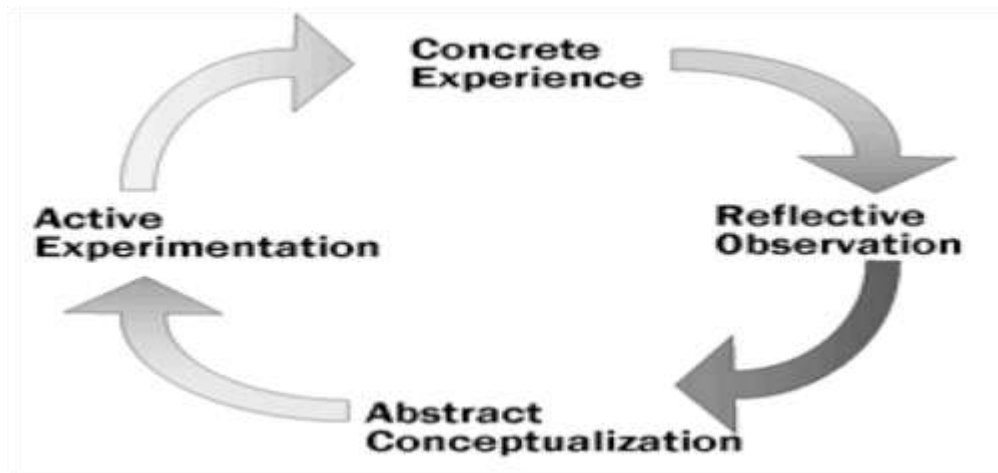 Concrete
Experience
Reflective
Observation
Abstract
Conceptualization
Active
Experimentation